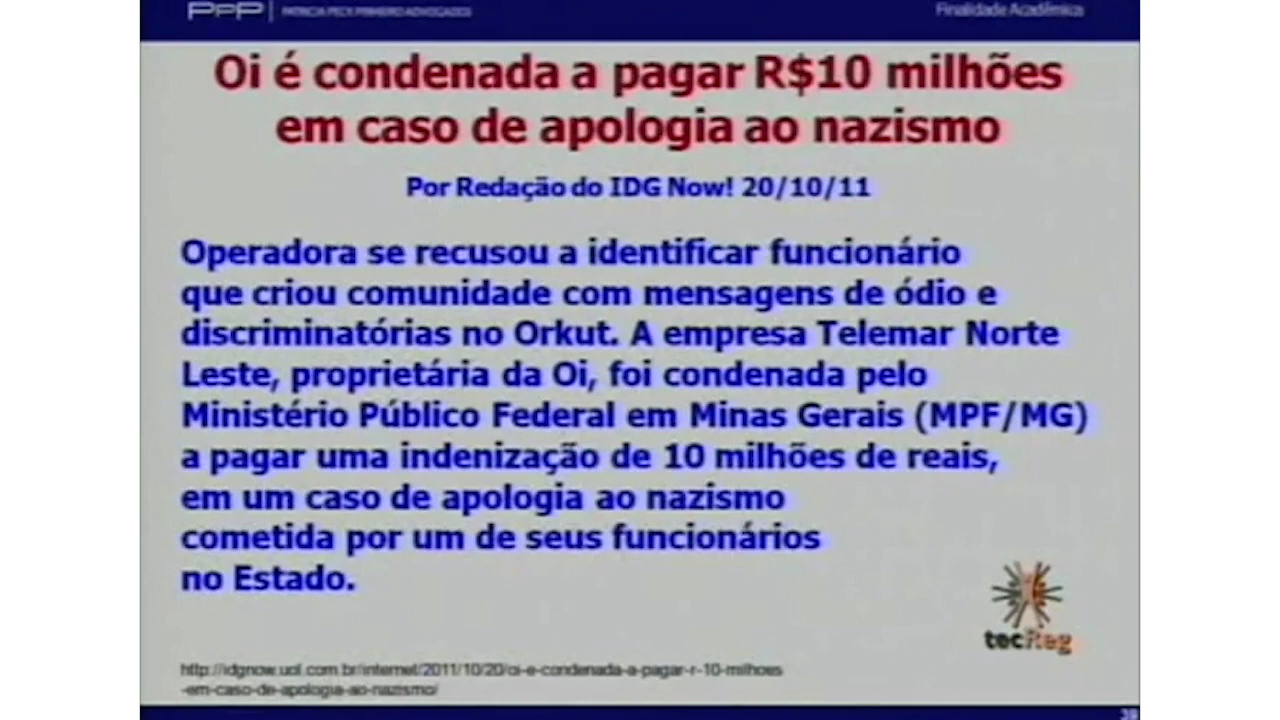 PPP | PATRICIA PECK PINHEIRO ADVOGADOS
Finalidade Acadêmica
Oi é condenada a pagar R$10 milhões
em caso de apologia ao nazismo
Por Redação do IDG Now! 20/10/11
Operadora se recusou a identificar funcionário
que criou comunidade com mensagens de ódio e
discriminatórias no Orkut. A empresa Telemar Norte
Leste, proprietária da Oi, foi condenada pelo
Ministério Público Federal em Minas Gerais (MPF/MG)
a pagar uma indenização de 10 milhões de reais,
em um caso de apologia ao nazismo
cometida por um de seus funcionários
no Estado.
tecReg
http://idgnow.uol.com.br/internet/2011/10/20/oi-e-condenada-a-pagar-r-10-milhoes
-em-caso-de-apologia-ao-nazismo/